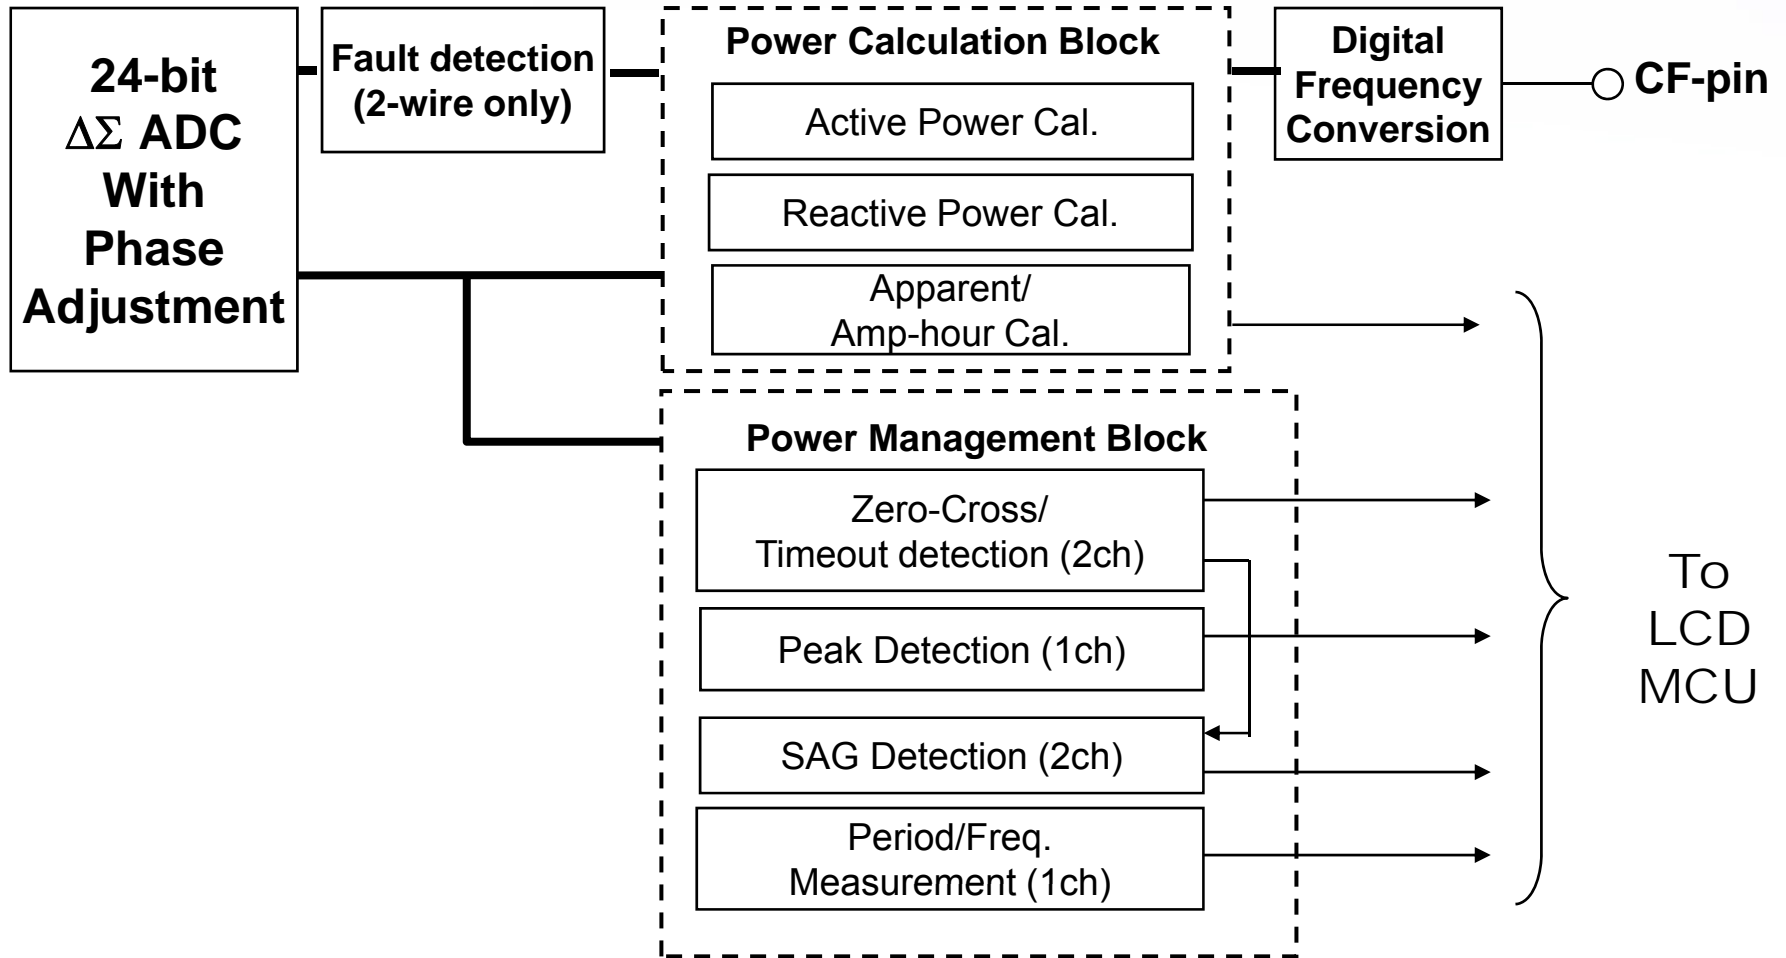 24-bit
ΔΣ ADC
With
Phase
Adjustment
Fault detection
(2-wire only)
Power Calculation Block
Active Power Cal.
Reactive Power Cal.
Apparent/
Amp-hour Cal.
Digital
Frequency
Conversion
CF-pin
Power Management Block
Zero-Cross/
Timeout detection (2ch)
Peak Detection (1ch)
SAG Detection (2ch)
Period/Freq.
Measurement (1ch)
To
LCD
MCU